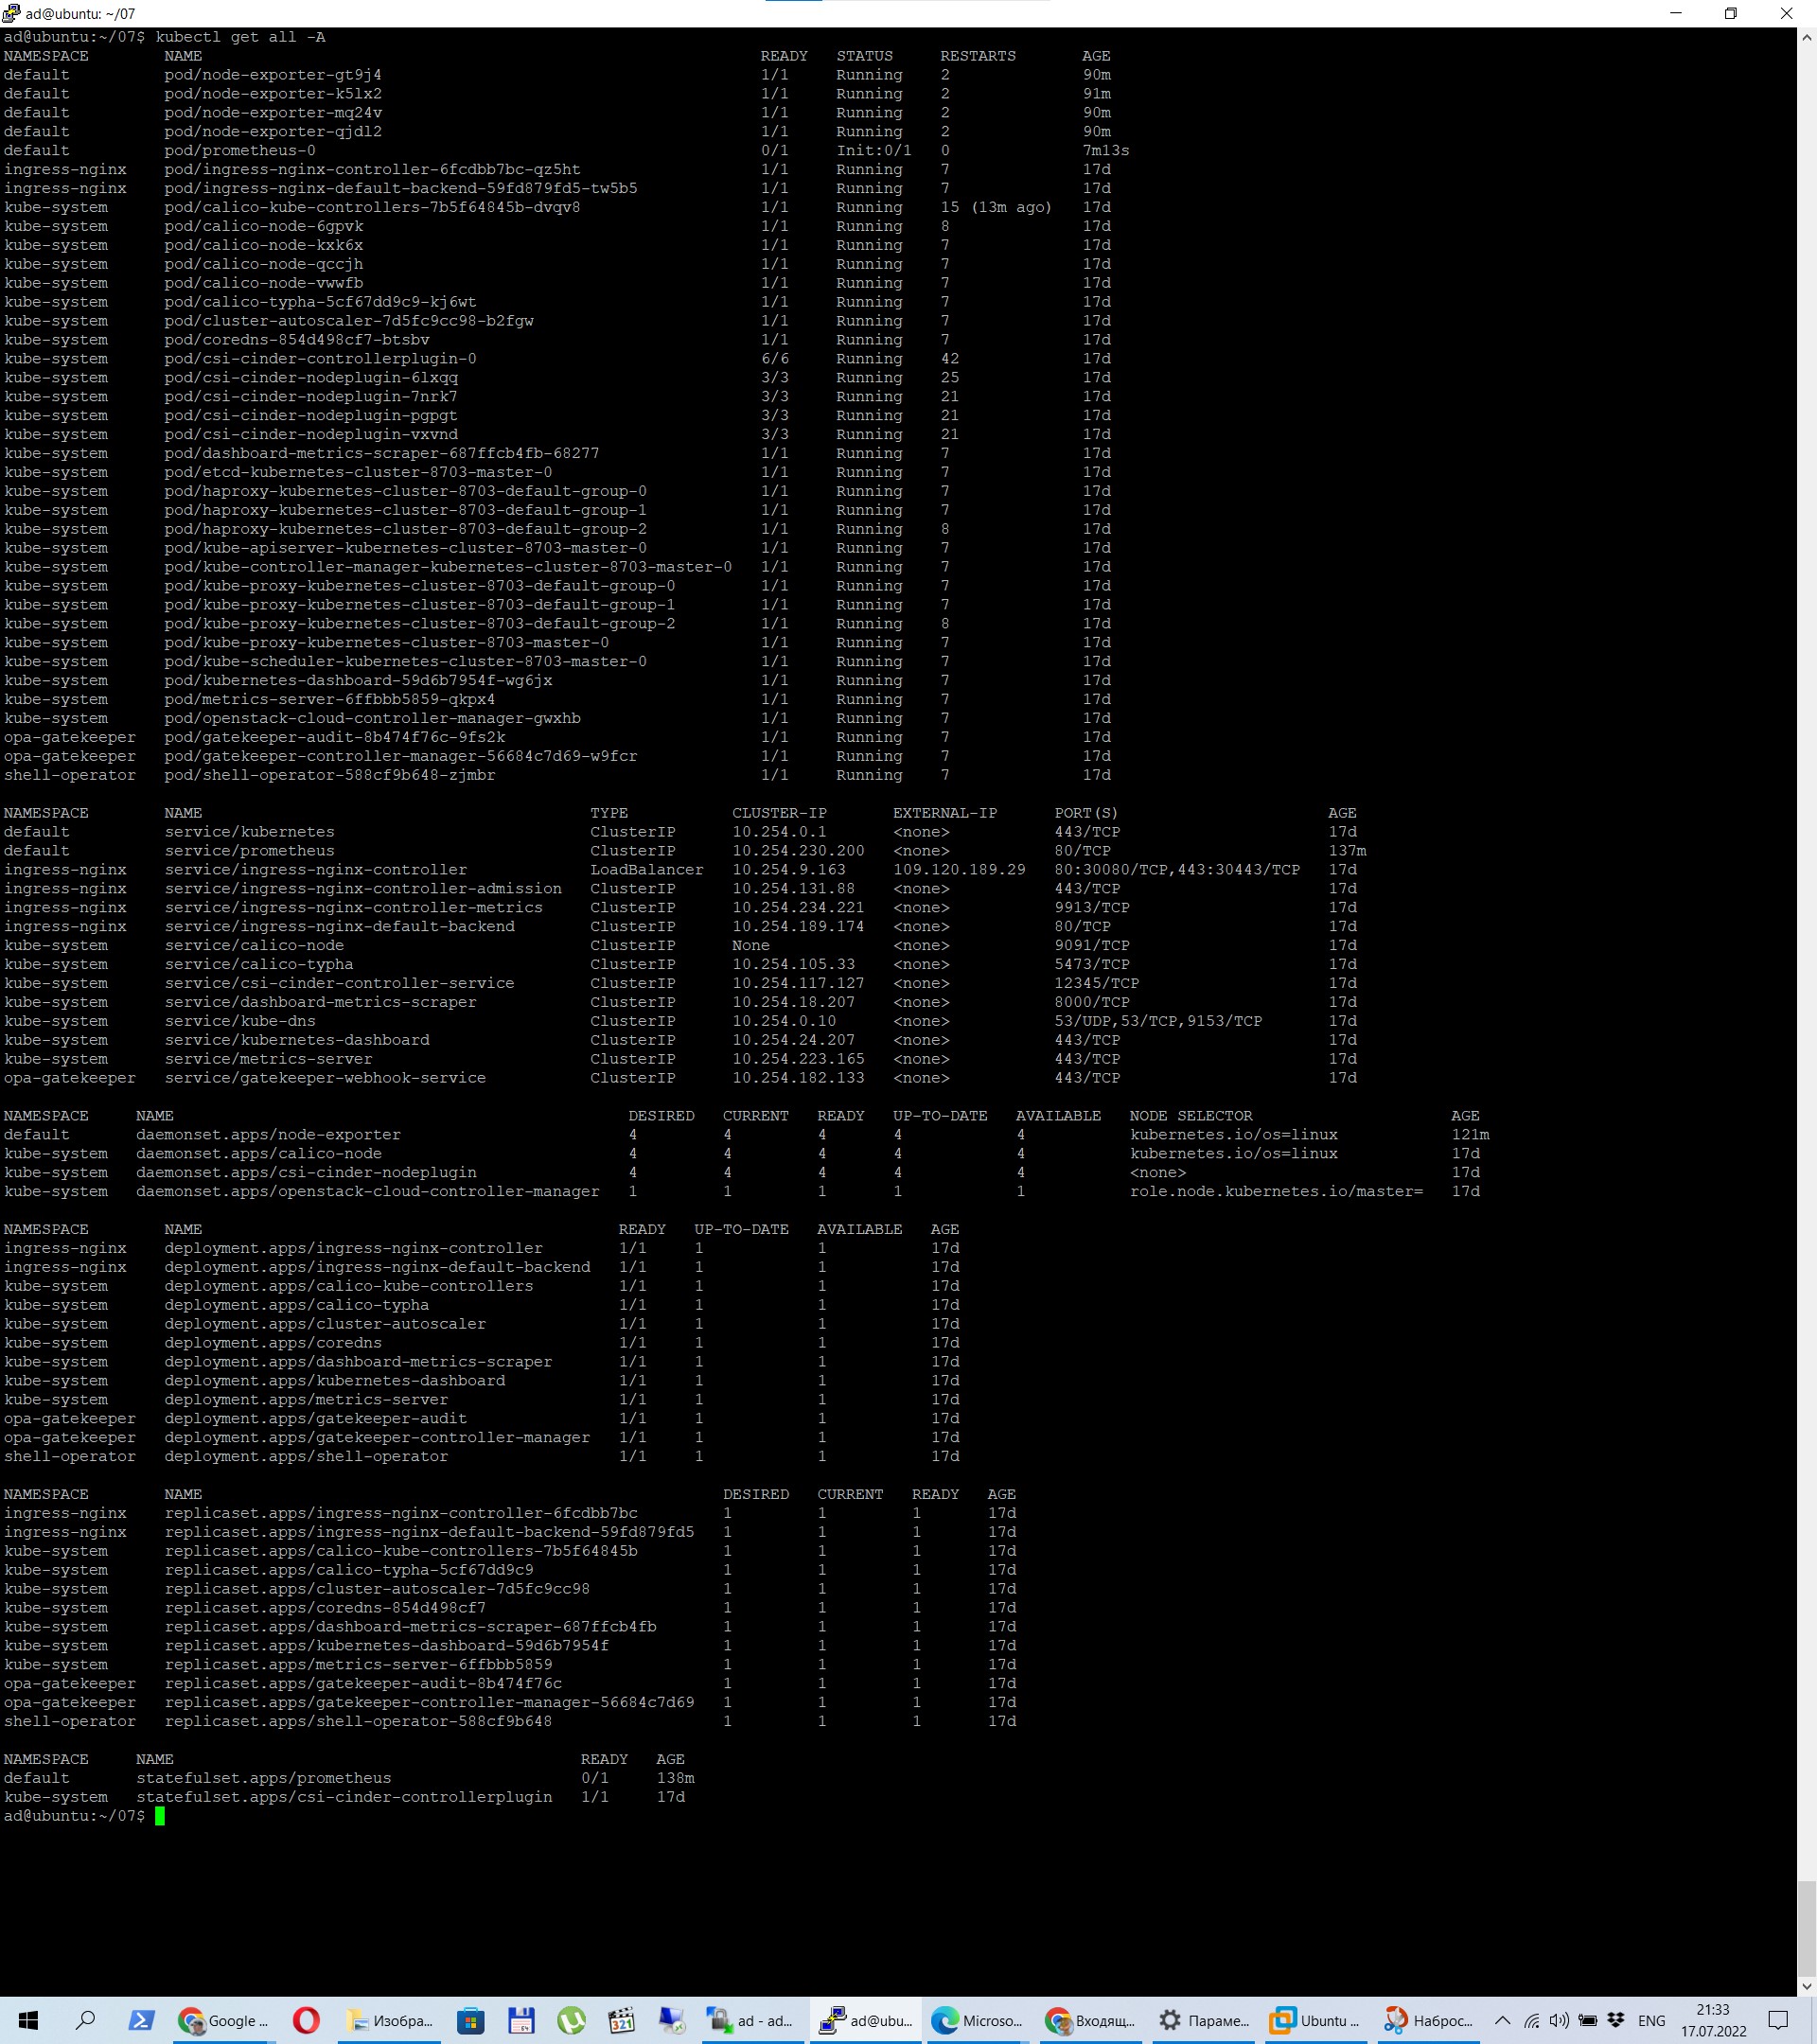 ad@ubuntu: ~/07
ad@ubuntu:~/07$ kubectl get all -A
NAMESPACE NAME READY STATUS RESTARTS AGE
default pod/node-exporter-gt9j4 1/1 Running 2 90m
default pod/node-exporter-k5lx2 1/1 Running 2 91m
default pod/node-exporter-mq24v 1/1 Running 2 90m
default pod/node-exporter-qjdl2 1/1 Running 2 90m
default pod/prometheus-0 0/1 Init:0/1 0 7m13s
ingress-nginx pod/ingress-nginx-controller-6fcdbb7bc-qz5ht 1/1 Running 7 17d
ingress-nginx pod/ingress-nginx-default-backend-59fd879fd5-tw5b5 1/1 Running 7 17d
kube-system pod/calico-kube-controllers-7b5f64845b-dvqv8 1/1 Running 15 (13m ago) 17d
kube-system pod/calico-node-6gpvk 1/1 Running 8 17d
kube-system pod/calico-node-kxk6x 1/1 Running 7 17d
kube-system pod/calico-node-qccjh 1/1 Running 7 17d
kube-system pod/calico-node-vwwfb 1/1 Running 7 17d
kube-system pod/calico-typha-5cf67dd9c9-kj6wt 1/1 Running 7 17d
kube-system pod/cluster-autoscaler-7d5fc9cc98-b2fgw 1/1 Running 7 17d
kube-system pod/coredns-854d498cf7-btsbv 1/1 Running 7 17d
kube-system pod/csi-cinder-controllerplugin-0 6/6 Running 42 17d
kube-system pod/csi-cinder-nodeplugin-6lxqq 3/3 Running 25 17d
kube-system pod/csi-cinder-nodeplugin-7nrk7 3/3 Running 21 17d
kube-system pod/csi-cinder-nodeplugin-pgpgt 3/3 Running 21 17d
kube-system pod/csi-cinder-nodeplugin-vxvnd 3/3 Running 21 17d
kube-system pod/dashboard-metrics-scraper-687ffcb4fb-68277 1/1 Running 7 17d
kube-system pod/etcd-kubernetes-cluster-8703-master-0 1/1 Running 7 17d
kube-system pod/haproxy-kubernetes-cluster-8703-default-group-0 1/1 Running 7 17d
kube-system pod/haproxy-kubernetes-cluster-8703-default-group-1 1/1 Running 7 17d
kube-system pod/haproxy-kubernetes-cluster-8703-default-group-2 1/1 Running 8 17d
kube-system pod/kube-apiserver-kubernetes-cluster-8703-master-0 1/1 Running 7 17d
kube-system pod/kube-controller-manager-kubernetes-cluster-8703-master-0 1/1 Running 7 17d
kube-system pod/kube-proxy-kubernetes-cluster-8703-default-group-0 1/1 Running 7 17d
kube-system pod/kube-proxy-kubernetes-cluster-8703-default-group-1 1/1 Running 7 17d
kube-system pod/kube-proxy-kubernetes-cluster-8703-default-group-2 1/1 Running 8 17d
kube-system pod/kube-proxy-kubernetes-cluster-8703-master-0 1/1 Running 7 17d
kube-system pod/kube-scheduler-kubernetes-cluster-8703-master-0 1/1 Running 7 17d
kube-system pod/kubernetes-dashboard-59d6b7954f-wg6jx 1/1 Running 7 17d
kube-system pod/metrics-server-6ffbbb5859-qkpx4 1/1 Running 7 17d
kube-system pod/openstack-cloud-controller-manager-gwxhb 1/1 Running 7 17d
opa-gatekeeper pod/gatekeeper-audit-8b474f76c-9fs2k 1/1 Running 7 17d
opa-gatekeeper pod/gatekeeper-controller-manager-56684c7d69-w9fcr 1/1 Running 7 17d
shell-operator pod/shell-operator-588cf9b648-zjmbr 1/1 Running 7 17d
NAMESPACE NAME TYPE CLUSTER-IP EXTERNAL-IP PORT(S) AGE
default service/kubernetes ClusterIP 10.254.0.1 <none> 443/TCP 17d
default service/prometheus ClusterIP 10.254.230.200 <none> 80/TCP 137m
ingress-nginx service/ingress-nginx-controller LoadBalancer 10.254.9.163 109.120.189.29 80:30080/TCP,443:30443/TCP 17d
ingress-nginx service/ingress-nginx-controller-admission ClusterIP 10.254.131.88 <none> 443/TCP 17d
ingress-nginx service/ingress-nginx-controller-metrics ClusterIP 10.254.234.221 <none> 9913/TCP 17d
ingress-nginx service/ingress-nginx-default-backend ClusterIP 10.254.189.174 <none> 80/TCP 17d
kube-system service/calico-node ClusterIP None <none> 9091/TCP 17d
kube-system service/calico-typha ClusterIP 10.254.105.33 <none> 5473/TCP 17d
kube-system service/csi-cinder-controller-service ClusterIP 10.254.117.127 <none> 12345/TCP 17d
kube-system service/dashboard-metrics-scraper ClusterIP 10.254.18.207 <none> 8000/TCP 17d
kube-system service/kube-dns ClusterIP 10.254.0.10 <none> 53/UDP,53/TCP,9153/TCP 17d
kube-system service/kubernetes-dashboard ClusterIP 10.254.24.207 <none> 443/TCP 17d
kube-system service/metrics-server ClusterIP 10.254.223.165 <none> 443/TCP 17d
opa-gatekeeper service/gatekeeper-webhook-service ClusterIP 10.254.182.133 <none> 443/TCP 17d
NAMESPACE NAME DESIRED CURRENT READY UP-TO-DATE AVAILABLE NODE SELECTOR AGE
default daemonset.apps/node-exporter 4 4 4 4 4 kubernetes.io/os=linux 121m
kube-system daemonset.apps/calico-node 4 4 4 4 4 kubernetes.io/os=linux 17d
kube-system daemonset.apps/csi-cinder-nodeplugin 4 4 4 4 4 <none> 17d
kube-system daemonset.apps/openstack-cloud-controller-manager 1 1 1 1 1 role.node.kubernetes.io/master= 17d
NAMESPACE NAME READY UP-TO-DATE AVAILABLE AGE
ingress-nginx deployment.apps/ingress-nginx-controller 1/1 1 1 17d
ingress-nginx deployment.apps/ingress-nginx-default-backend 1/1 1 1 17d
kube-system deployment.apps/calico-kube-controllers 1/1 1 1 17d
kube-system deployment.apps/calico-typha 1/1 1 1 17d
kube-system deployment.apps/cluster-autoscaler 1/1 1 1 17d
kube-system deployment.apps/coredns 1/1 1 1 17d
kube-system deployment.apps/dashboard-metrics-scraper 1/1 1 1 17d
kube-system deployment.apps/kubernetes-dashboard 1/1 1 1 17d
kube-system deployment.apps/metrics-server 1/1 1 1 17d
opa-gatekeeper deployment.apps/gatekeeper-audit 1/1 1 1 17d
opa-gatekeeper deployment.apps/gatekeeper-controller-manager 1/1 1 1 17d
shell-operator deployment.apps/shell-operator 1/1 1 1 17d
NAMESPACE NAME DESIRED CURRENT READY AGE
ingress-nginx replicaset.apps/ingress-nginx-controller-6fcdbb7bc 1 1 1 17d
ingress-nginx replicaset.apps/ingress-nginx-default-backend-59fd879fd5 1 1 1 17d
kube-system replicaset.apps/calico-kube-controllers-7b5f64845b 1 1 1 17d
kube-system replicaset.apps/calico-typha-5cf67dd9c9 1 1 1 17d
kube-system replicaset.apps/cluster-autoscaler-7d5fc9cc98 1 1 1 17d
kube-system replicaset.apps/coredns-854d498cf7 1 1 1 17d
kube-system replicaset.apps/dashboard-metrics-scraper-687ffcb4fb 1 1 1 17d
kube-system replicaset.apps/kubernetes-dashboard-59d6b7954f 1 1 1 17d
kube-system replicaset.apps/metrics-server-6ffbbb5859 1 1 1 17d
opa-gatekeeper replicaset.apps/gatekeeper-audit-8b474f76c 1 1 1 17d
opa-gatekeeper replicaset.apps/gatekeeper-controller-manager-56684c7d69 1 1 1 17d
shell-operator replicaset.apps/shell-operator-588cf9b648 1 1 1 17d
NAMESPACE NAME READY AGE
default statefulset.apps/prometheus 0/1 138m
kube-system statefulset.apps/csi-cinder-controllerplugin 1/1 17d
ad@ubuntu:~/07$
Google ... Изобра... 64 321 ad - ad... ad@ubu... Microso... Входящ... Параме... Ubuntu ... Наброс... ENG 21:33
17.07.2022